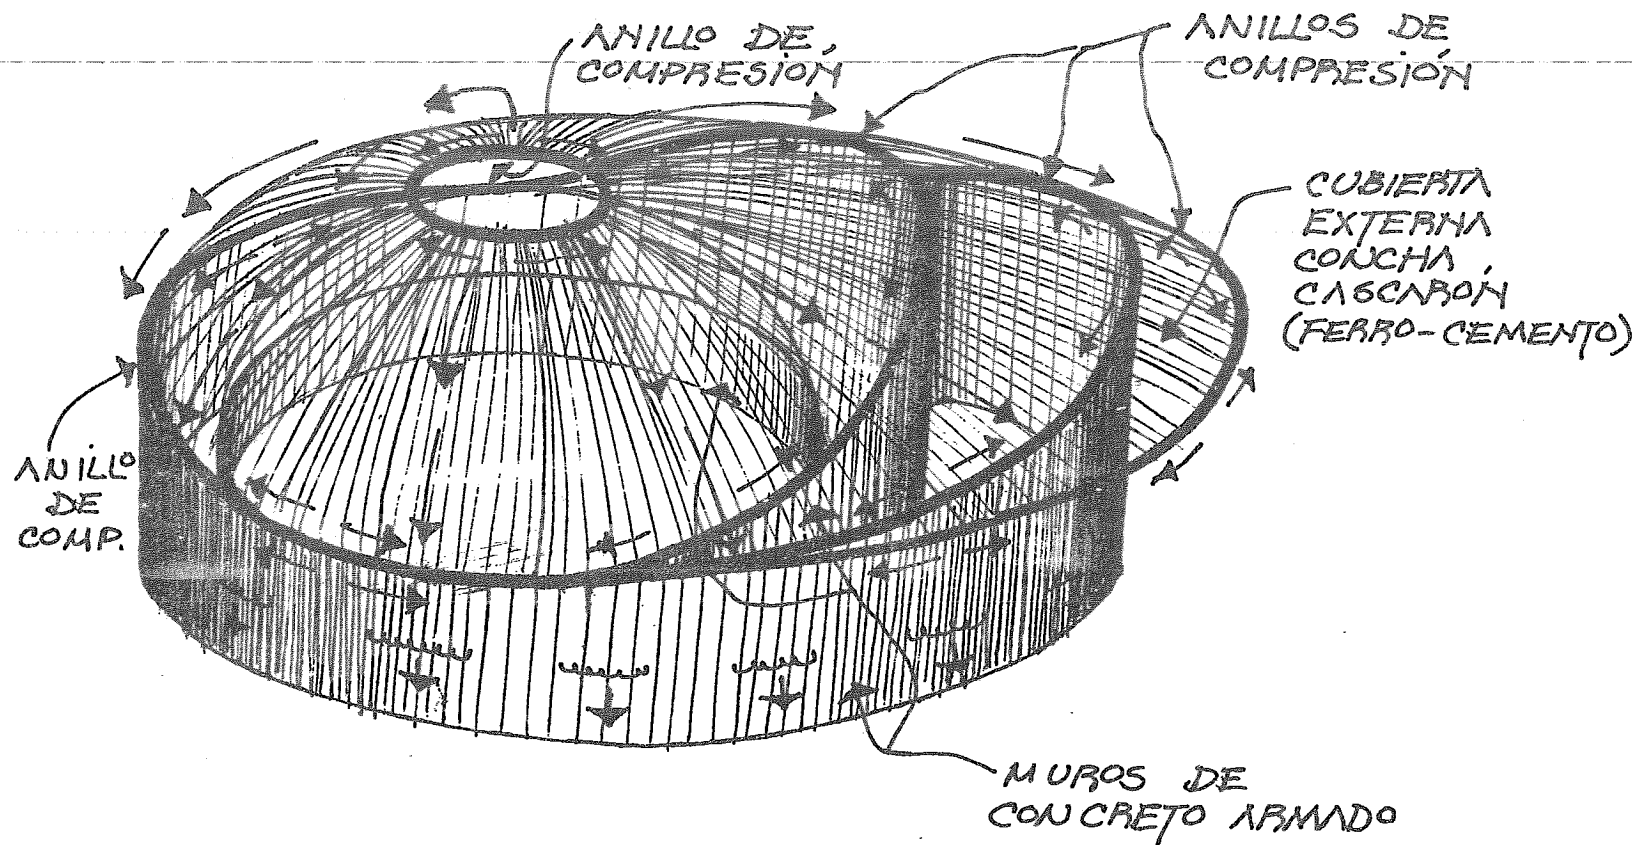 ANILLO DE
COMPRESIÓN
ANILLOS DE
COMPRESIÓN
CUBIERTA
EXTERNA
CONCHA
CASCARÓN
(FERRO-CEMENTO)
ANILLO
DE
COMP.
MUROS DE
CONCRETO ARMADO